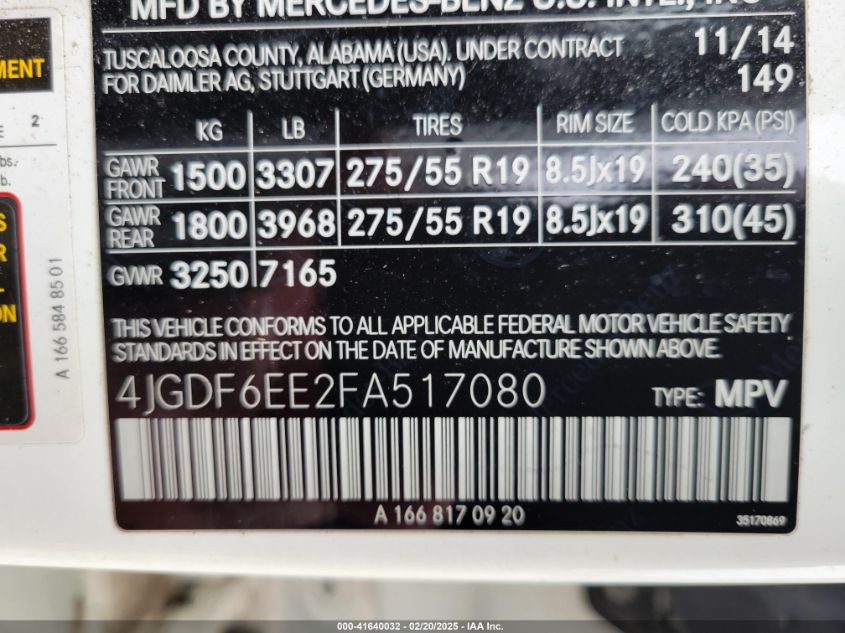 MFD BY MERCEDES-BENZ U.S. INT'L, INC
TUSCALOOSA COUNTY, ALABAMA (USA). UNDER CONTRACT
FOR DAIMLER AG, STUTTGART (GERMANY)
11/14
149
KG LB TIRES RIM SIZE COLD KPA (PSI)
GAWR FRONT 1500 3307 275/55 R19 8.5Jx19 240(35)
GAWR REAR 1800 3968 275/55 R19 8.5Jx19 310(45)
GVWR 3250 7165
THIS VEHICLE CONFORMS TO ALL APPLICABLE FEDERAL MOTOR VEHICLE SAFETY
STANDARDS IN EFFECT ON THE DATE OF MANUFACTURE SHOWN ABOVE.
4JGDF6EE2FA517080 TYPE: MPV
A 166 817 09 20
35170869
A 166 584 85 01
MENT
E 2
lbs.
b.
S
R
L-
N
ON
000-41640032 - 02/20/2025 - IAA Inc.